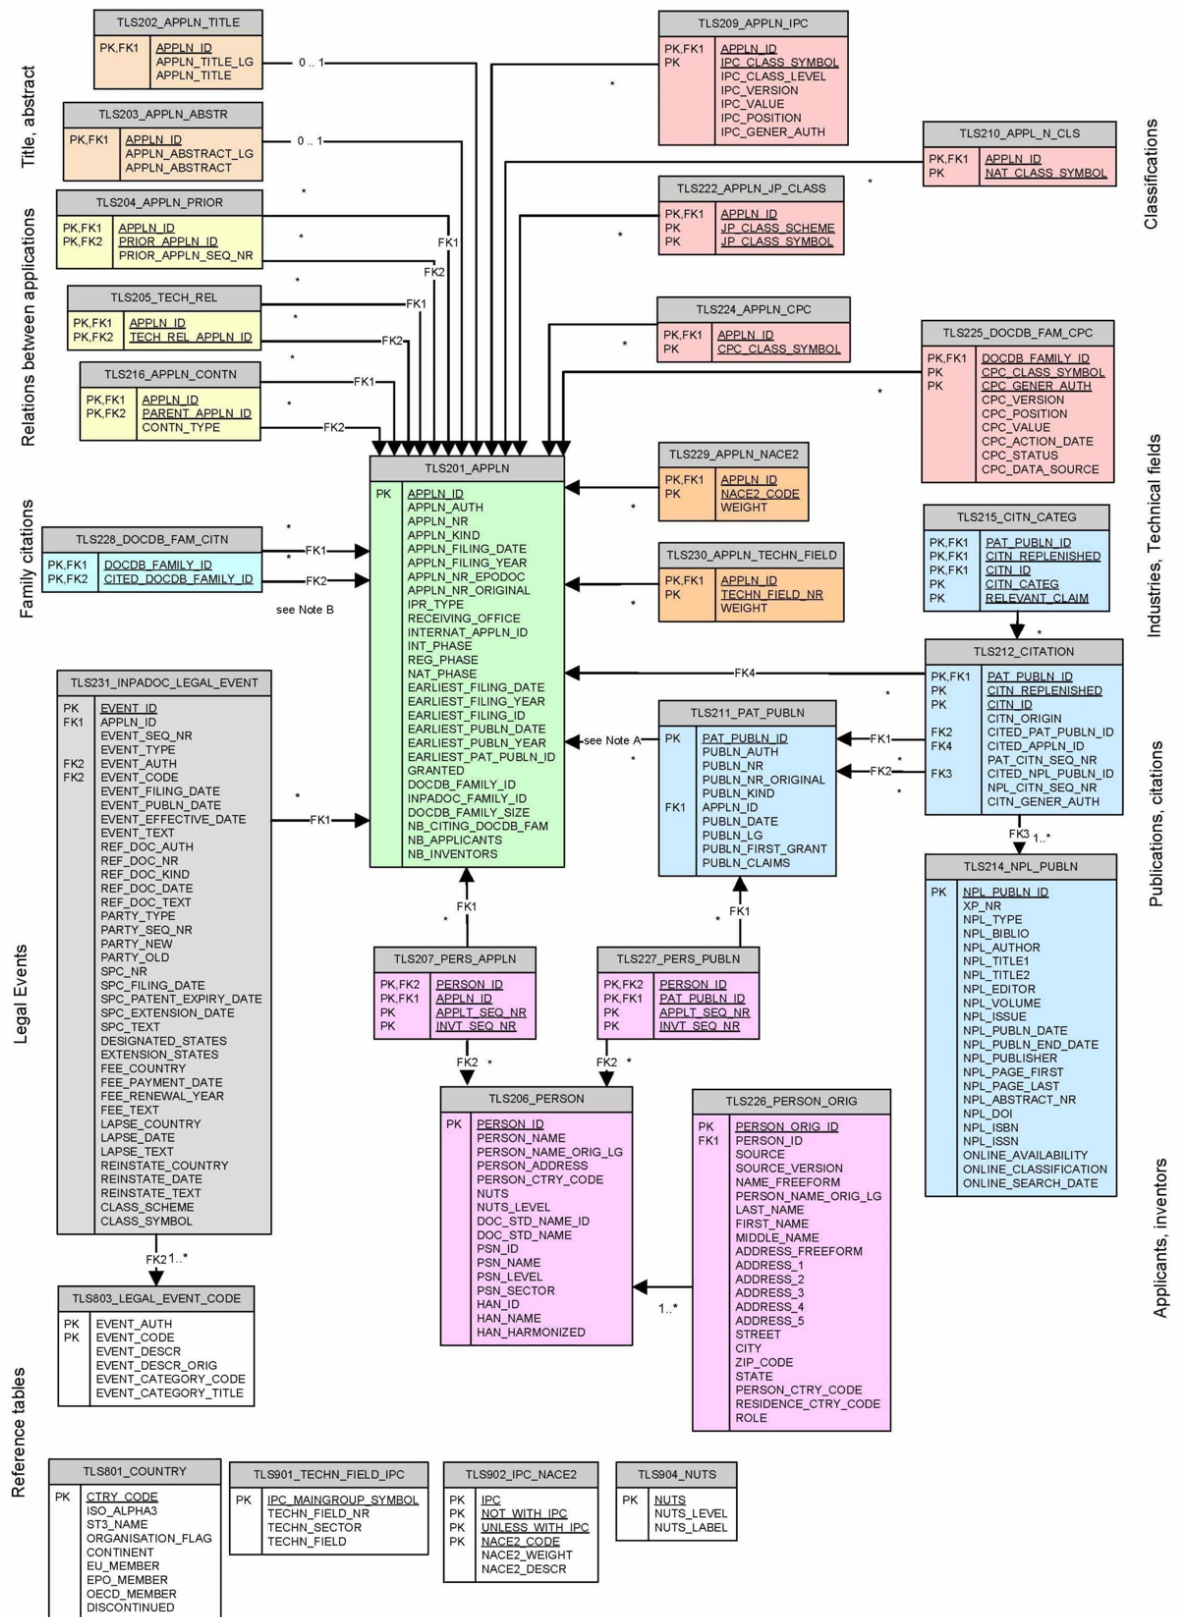 Title, abstract
TLS202_APPLN_TITLE
PK,FK1 APPLN_ID
APPLN_TITLE_LG
APPLN_TITLE
0 .. 1
TLS203_APPLN_ABSTR
PK,FK1 APPLN_ID
APPLN_ABSTRACT_LG
APPLN_ABSTRACT
0 .. 1
Relations between applications
TLS204_APPLN_PRIOR
PK,FK1 APPLN_ID
PK,FK2 PRIOR_APPLN_ID
PRIOR_APPLN_SEQ_NR
*
FK1
*
FK2
TLS205_TECH_REL
PK,FK1 APPLN_ID
PK,FK2 TECH_REL_APPLN_ID
*
FK1
*
FK2
TLS216_APPLN_CONTN
PK,FK1 APPLN_ID
PK,FK2 PARENT_APPLN_ID
CONTN_TYPE
*
FK1
*
FK2
Classifications
TLS209_APPLN_IPC
PK,FK1 APPLN_ID
PK IPC_CLASS_SYMBOL
IPC_CLASS_LEVEL
IPC_VERSION
IPC_VALUE
IPC_POSITION
IPC_GENER_AUTH
*
TLS210_APPL_N_CLS
PK,FK1 APPLN_ID
PK NAT_CLASS_SYMBOL
*
TLS222_APPLN_JP_CLASS
PK,FK1 APPLN_ID
PK JP_CLASS_SCHEME
PK JP_CLASS_SYMBOL
*
TLS224_APPLN_CPC
PK,FK1 APPLN_ID
PK CPC_CLASS_SYMBOL
*
TLS225_DOCDB_FAM_CPC
PK,FK1 DOCDB_FAMILY_ID
PK CPC_CLASS_SYMBOL
PK CPC_GENER_AUTH
CPC_VERSION
CPC_POSITION
CPC_VALUE
CPC_ACTION_DATE
CPC_STATUS
CPC_DATA_SOURCE
*
TLS201_APPLN
PK APPLN_ID
APPLN_AUTH
APPLN_NR
APPLN_KIND
APPLN_FILING_DATE
APPLN_FILING_YEAR
APPLN_NR_EPODOC
APPLN_NR_ORIGINAL
IPR_TYPE
RECEIVING_OFFICE
INTERNAT_APPLN_ID
INT_PHASE
REG_PHASE
NAT_PHASE
EARLIEST_FILING_DATE
EARLIEST_FILING_YEAR
EARLIEST_FILING_ID
EARLIEST_PUBLN_DATE
EARLIEST_PUBLN_YEAR
EARLIEST_PAT_PUBLN_ID
GRANTED
DOCDB_FAMILY_ID
INPADOC_FAMILY_ID
DOCDB_FAMILY_SIZE
NB_CITING_DOCDB_FAM
NB_APPLICANTS
NB_INVENTORS
Industries, Technical fields
TLS229_APPLN_NACE2
PK,FK1 APPLN_ID
PK NACE2_CODE
WEIGHT
*
TLS230_APPLN_TECHN_FIELD
PK,FK1 APPLN_ID
PK TECHN_FIELD_NR
WEIGHT
*
Family citations
TLS228_DOCDB_FAM_CITN
PK,FK1 DOCDB_FAMILY_ID
PK,FK2 CITED_DOCDB_FAMILY_ID
*
FK1
*
FK2
see Note B
Publications, citations
TLS215_CITN_CATEG
PK,FK1 PAT_PUBLN_ID
PK,FK1 CITN_REPLENISHED
PK,FK1 CITN_ID
PK CITN_CATEG
PK RELEVANT_CLAIM
*
TLS212_CITATION
PK,FK1 PAT_PUBLN_ID
PK CITN_REPLENISHED
PK CITN_ID
CITN_ORIGIN
FK2 CITED_PAT_PUBLN_ID
FK4 CITED_APPLN_ID
PAT_CITN_SEQ_NR
FK3 CITED_NPL_PUBLN_ID
NPL_CITN_SEQ_NR
CITN_GENER_AUTH
FK4
*
FK1
*
FK2
*
FK3 1..*
TLS211_PAT_PUBLN
PK PAT_PUBLN_ID
PUBLN_AUTH
PUBLN_NR
PUBLN_NR_ORIGINAL
PUBLN_KIND
FK1 APPLN_ID
PUBLN_DATE
PUBLN_LG
PUBLN_FIRST_GRANT
PUBLN_CLAIMS
see Note A
*
TLS214_NPL_PUBLN
PK NPL_PUBLN_ID
XP_NR
NPL_TYPE
NPL_BIBLIO
NPL_AUTHOR
NPL_TITLE1
NPL_TITLE2
NPL_EDITOR
NPL_VOLUME
NPL_ISSUE
NPL_PUBLN_DATE
NPL_PUBLN_END_DATE
NPL_PUBLISHER
NPL_PAGE_FIRST
NPL_PAGE_LAST
NPL_ABSTRACT_NR
NPL_DOI
NPL_ISBN
NPL_ISSN
ONLINE_AVAILABILITY
ONLINE_CLASSIFICATION
ONLINE_SEARCH_DATE
Legal Events
TLS231_INPADOC_LEGAL_EVENT
PK EVENT_ID
FK1 APPLN_ID
EVENT_SEQ_NR
EVENT_TYPE
FK2 EVENT_AUTH
FK2 EVENT_CODE
EVENT_FILING_DATE
EVENT_PUBLN_DATE
EVENT_EFFECTIVE_DATE
EVENT_TEXT
REF_DOC_AUTH
REF_DOC_NR
REF_DOC_KIND
REF_DOC_DATE
REF_DOC_TEXT
PARTY_TYPE
PARTY_SEQ_NR
PARTY_NEW
PARTY_OLD
SPC_NR
SPC_FILING_DATE
SPC_PATENT_EXPIRY_DATE
SPC_EXTENSION_DATE
SPC_TEXT
DESIGNATED_STATES
EXTENSION_STATES
FEE_COUNTRY
FEE_PAYMENT_DATE
FEE_RENEWAL_YEAR
FEE_TEXT
LAPSE_COUNTRY
LAPSE_DATE
LAPSE_TEXT
REINSTATE_COUNTRY
REINSTATE_DATE
REINSTATE_TEXT
CLASS_SCHEME
CLASS_SYMBOL
*
FK1
FK2 1..*
TLS803_LEGAL_EVENT_CODE
PK EVENT_AUTH
PK EVENT_CODE
EVENT_DESCR
EVENT_DESCR_ORIG
EVENT_CATEGORY_CODE
EVENT_CATEGORY_TITLE
Applicants, inventors
TLS207_PERS_APPLN
PK,FK2 PERSON_ID
PK,FK1 APPLN_ID
PK APPLT_SEQ_NR
PK INVT_SEQ_NR
FK1
*
FK2 *
TLS227_PERS_PUBLN
PK,FK2 PERSON_ID
PK,FK1 PAT_PUBLN_ID
PK APPLT_SEQ_NR
PK INVT_SEQ_NR
* FK1
FK2 *
TLS206_PERSON
PK PERSON_ID
PERSON_NAME
PERSON_NAME_ORIG_LG
PERSON_ADDRESS
PERSON_CTRY_CODE
NUTS
NUTS_LEVEL
DOC_STD_NAME_ID
DOC_STD_NAME
PSN_ID
PSN_NAME
PSN_LEVEL
PSN_SECTOR
HAN_ID
HAN_NAME
HAN_HARMONIZED
1..*
TLS226_PERSON_ORIG
PK PERSON_ORIG_ID
FK1 PERSON_ID
SOURCE
SOURCE_VERSION
NAME_FREEFORM
PERSON_NAME_ORIG_LG
LAST_NAME
FIRST_NAME
MIDDLE_NAME
ADDRESS_FREEFORM
ADDRESS_1
ADDRESS_2
ADDRESS_3
ADDRESS_4
ADDRESS_5
STREET
CITY
ZIP_CODE
STATE
PERSON_CTRY_CODE
RESIDENCE_CTRY_CODE
ROLE
Reference tables
TLS801_COUNTRY
PK CTRY_CODE
ISO_ALPHA3
ST3_NAME
ORGANISATION_FLAG
CONTINENT
EU_MEMBER
EPO_MEMBER
OECD_MEMBER
DISCONTINUED
TLS901_TECHN_FIELD_IPC
PK IPC_MAINGROUP_SYMBOL
TECHN_FIELD_NR
TECHN_SECTOR
TECHN_FIELD
TLS902_IPC_NACE2
PK IPC
PK NOT_WITH_IPC
PK UNLESS_WITH_IPC
PK NACE2_CODE
NACE2_WEIGHT
NACE2_DESCR
TLS904_NUTS
PK NUTS
NUTS_LEVEL
NUTS_LABEL